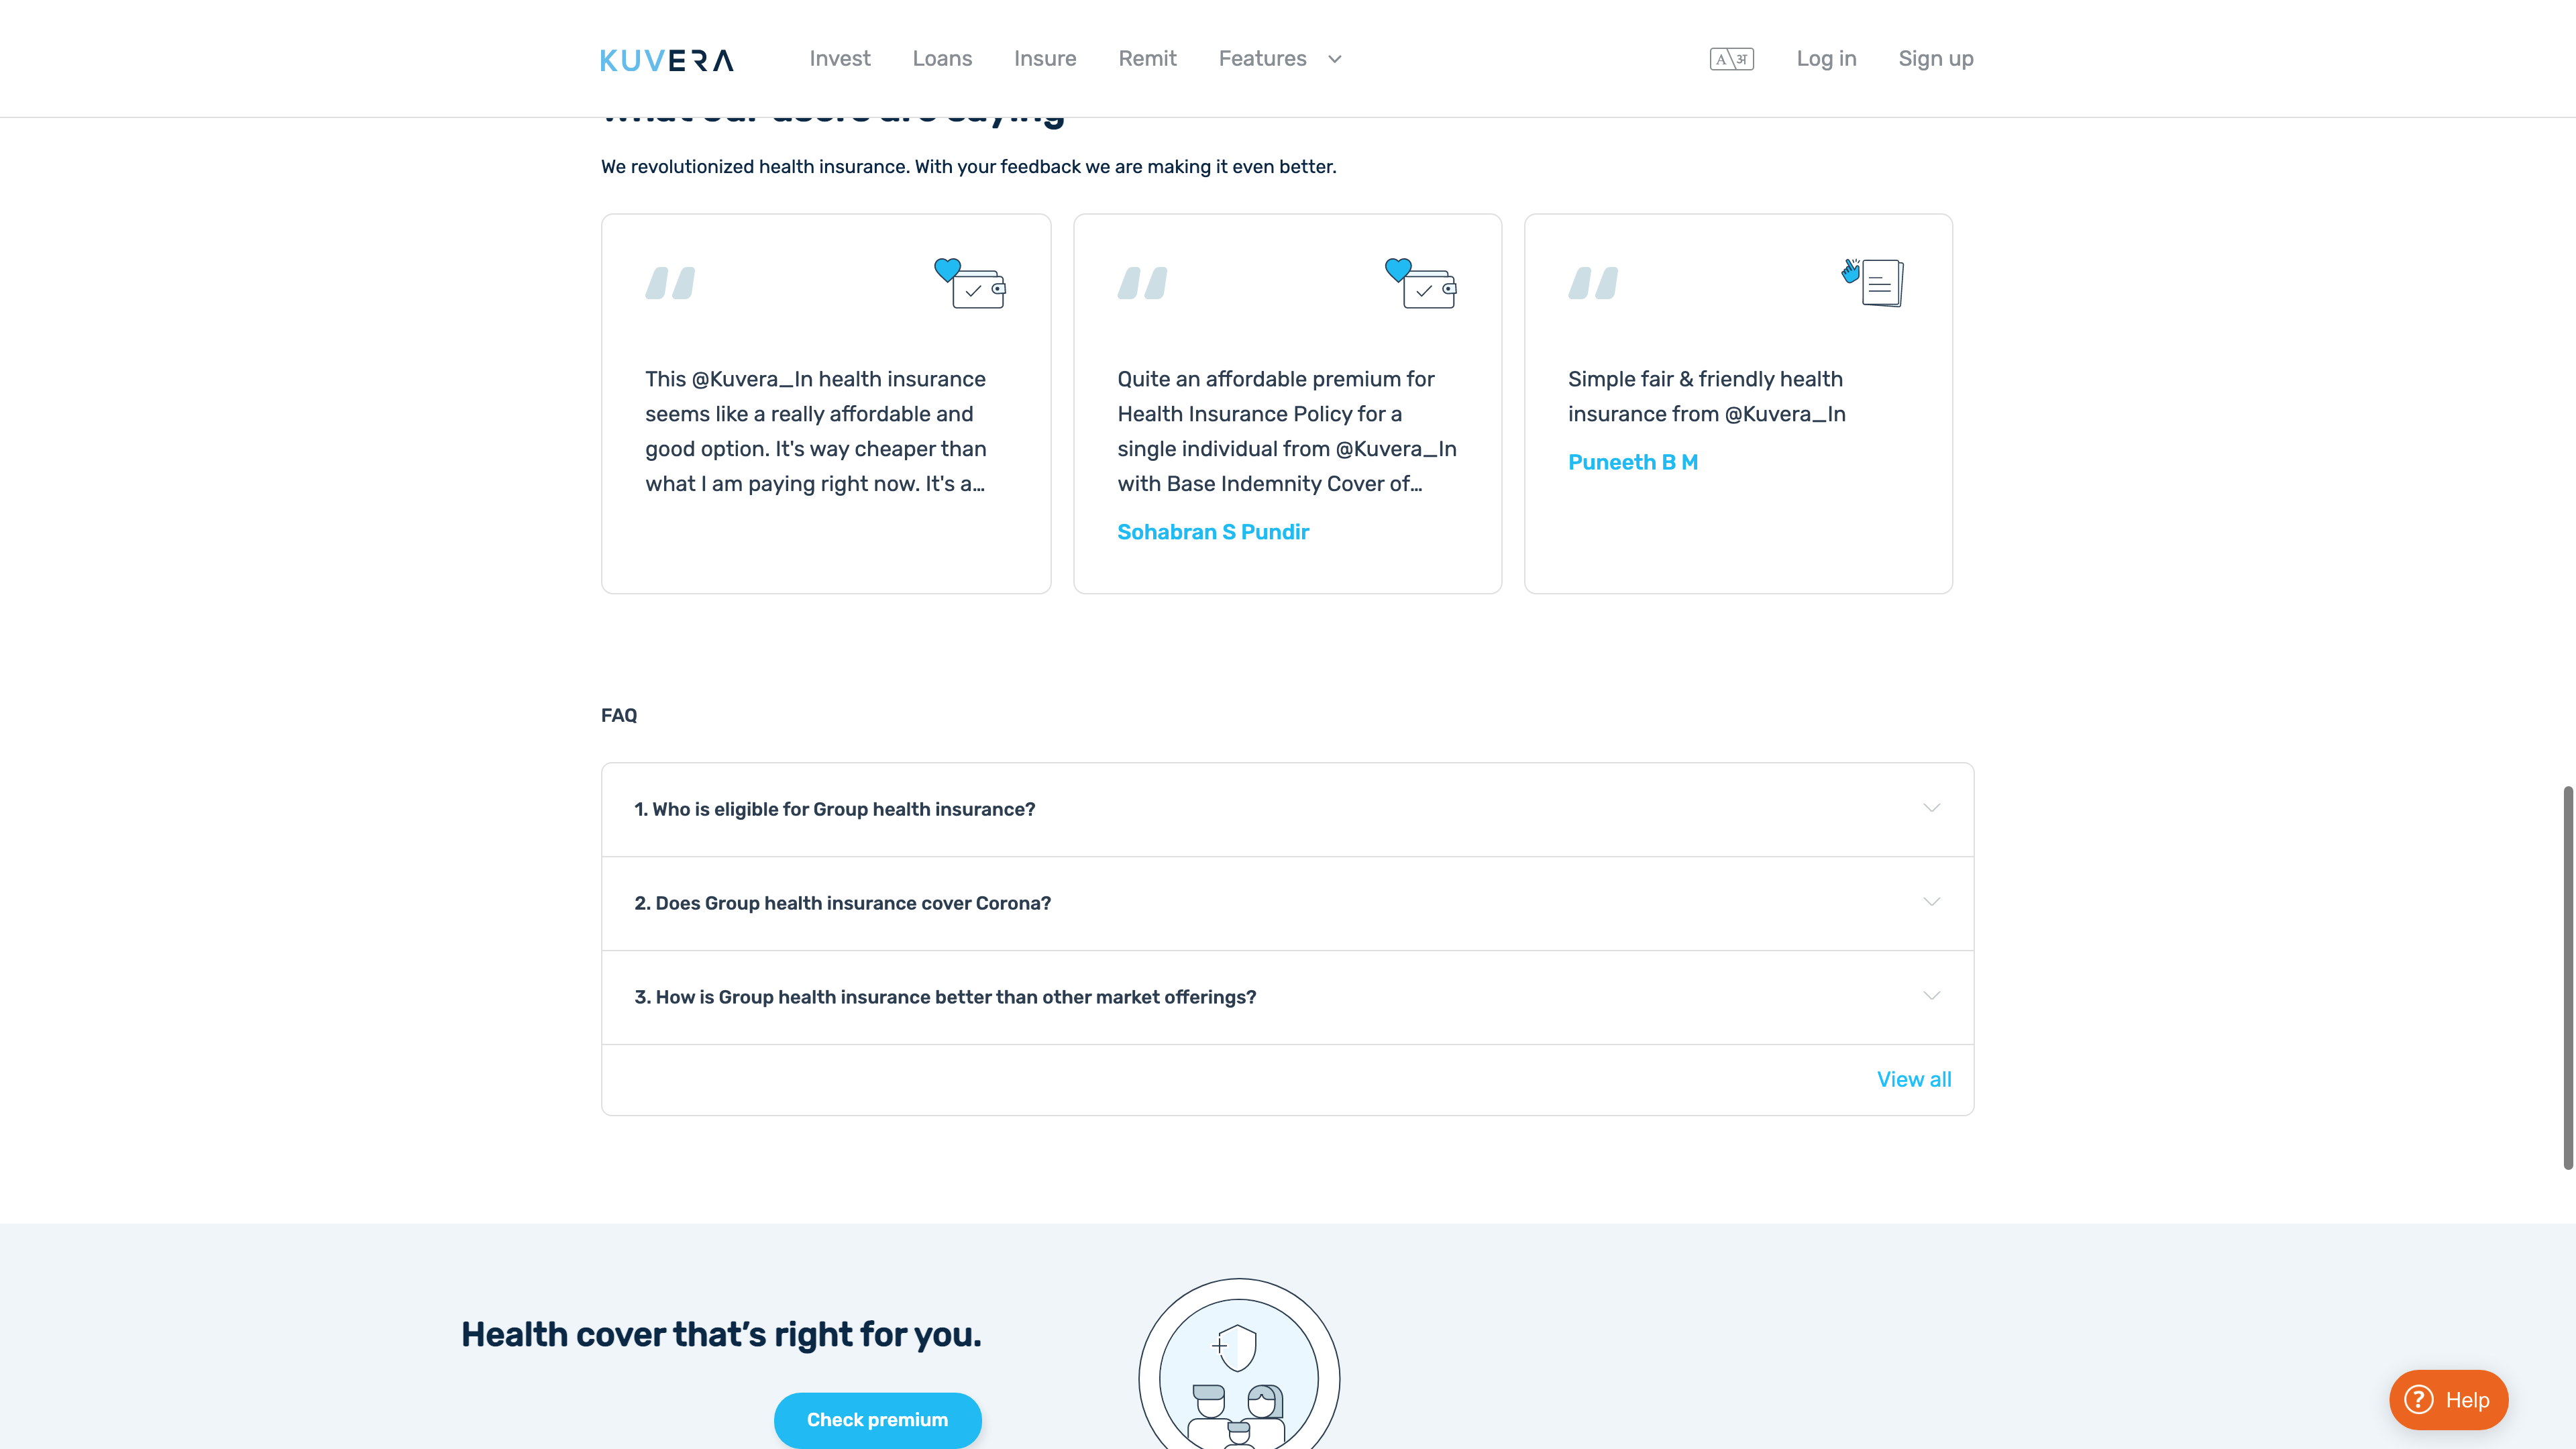 KUVERA
Invest
Loans
Insure
Remit
Features
A अ
Log in
Sign up
What our users are saying
We revolutionized health insurance. With your feedback we are making it even better.
This @Kuvera_In health insurance
seems like a really affordable and
good option. It's way cheaper than
what I am paying right now. It's a…
Quite an affordable premium for
Health Insurance Policy for a
single individual from @Kuvera_In
with Base Indemnity Cover of…
Sohabran S Pundir
Simple fair & friendly health
insurance from @Kuvera_In
Puneeth B M
FAQ
1. Who is eligible for Group health insurance?
2. Does Group health insurance cover Corona?
3. How is Group health insurance better than other market offerings?
View all
Health cover that’s right for you.
Check premium
? Help